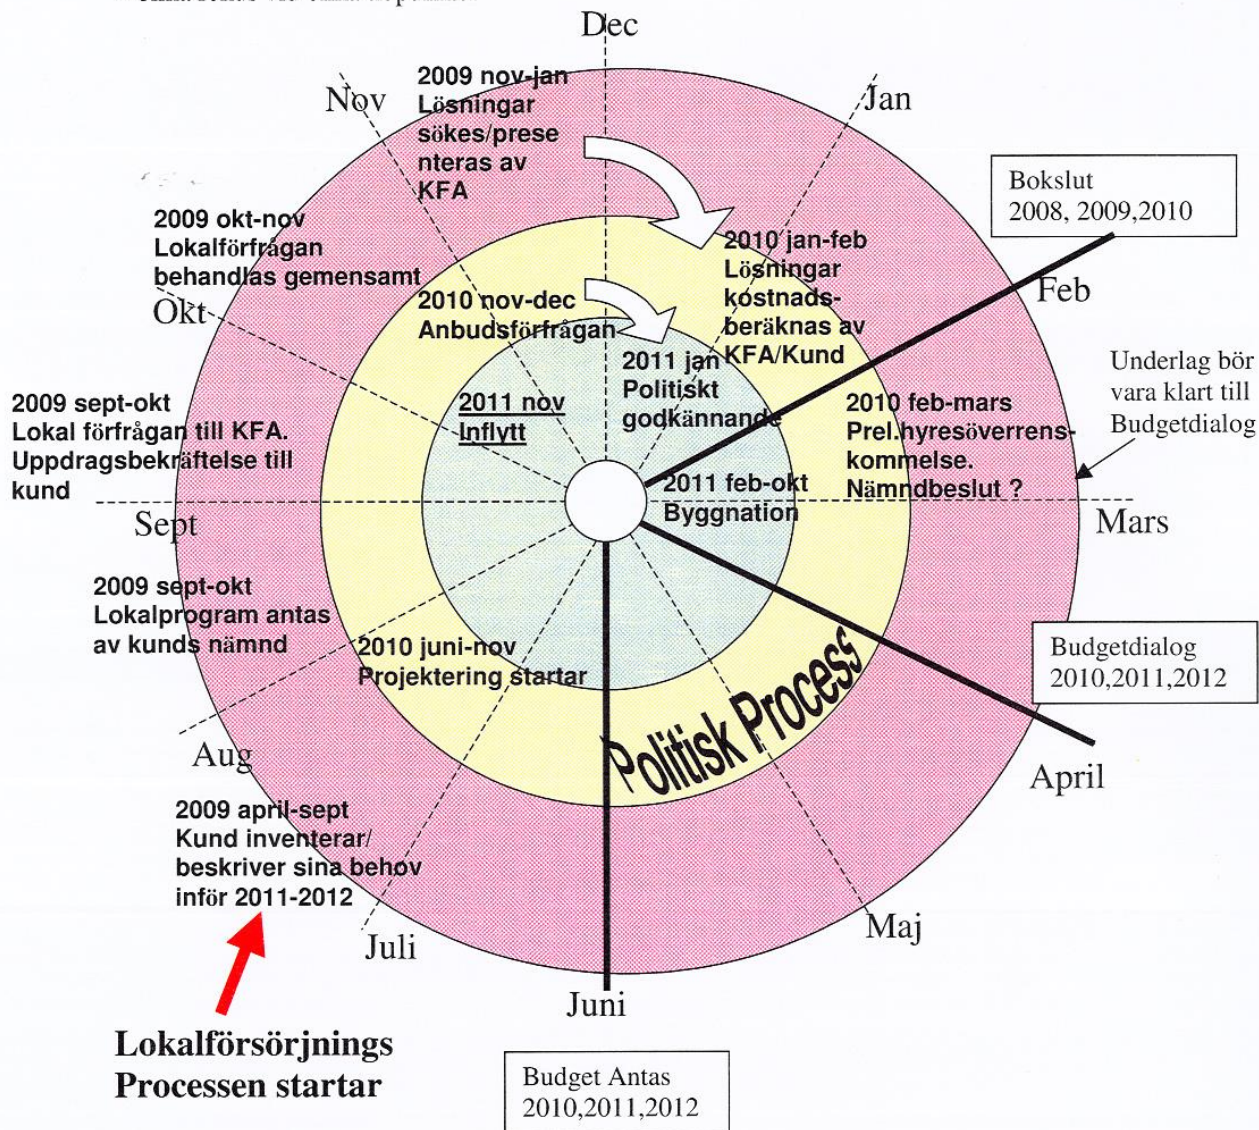 Dec
Nov
Jan
2009 nov-jan
Lösningar
sökes/prese
nteras av
KFA
Bokslut
2008, 2009,2010
2009 okt-nov
Lokalförfrågan
behandlas gemensamt
Okt
2010 jan-feb
Lösningar
kostnads-
beräknas av
KFA/Kund
Feb
2010 nov-dec
Anbudsförfrågan
2011 jan
Politiskt
godkännande
Underlag bör
vara klart till
Budgetdialog
2009 sept-okt
Lokal förfrågan till KFA.
Uppdragsbekräftelse till
kund
2011 nov
Inflytt
2010 feb-mars
Prel.hyresöverrens-
kommelse.
Nämndbeslut ?
2011 feb-okt
Byggnation
Sept
Mars
2009 sept-okt
Lokalprogram antas
av kunds nämnd
2010 juni-nov
Projektering startar
Politisk Process
Budgetdialog
2010,2011,2012
Aug
April
2009 april-sept
Kund inventerar/
beskriver sina behov
inför 2011-2012
Juli
Maj
Juni
Lokalförsörjnings
Processen startar
Budget Antas
2010,2011,2012